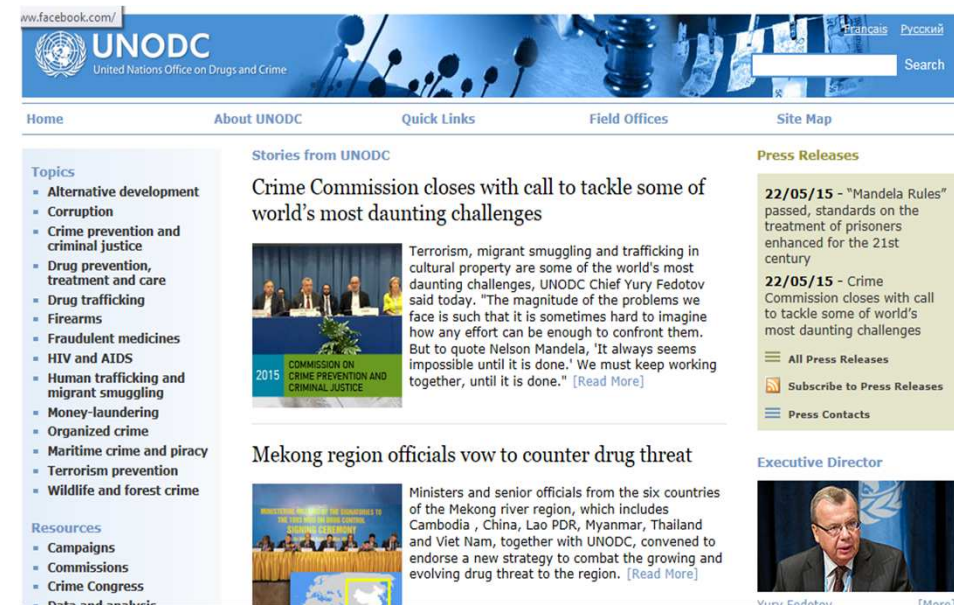 ww.facebook.com/
UNODC
United Nations Office on Drugs and Crime
Français Русский
Search
Home About UNODC Quick Links Field Offices Site Map
Topics
Alternative development
Corruption
Crime prevention and
criminal justice
Drug prevention,
treatment and care
Drug trafficking
Firearms
Fraudulent medicines
HIV and AIDS
Human trafficking and
migrant smuggling
Money-laundering
Organized crime
Maritime crime and piracy
Terrorism prevention
Wildlife and forest crime
Resources
Campaigns
Commissions
Crime Congress
Data and analysis
Stories from UNODC
Crime Commission closes with call to tackle some of
world's most daunting challenges
2015
COMMISSION ON
CRIME PREVENTION AND
CRIMINAL JUSTICE
Terrorism, migrant smuggling and trafficking in
cultural property are some of the world's most
daunting challenges, UNODC Chief Yury Fedotov
said today. "The magnitude of the problems we
face is such that it is sometimes hard to imagine
how any effort can be enough to confront them.
But to quote Nelson Mandela, 'It always seems
impossible until it is done.' We must keep working
together, until it is done." [Read More]
Mekong region officials vow to counter drug threat
SIGNING CEREMONY
Ministers and senior officials from the six countries
of the Mekong river region, which includes
Cambodia , China, Lao PDR, Myanmar, Thailand
and Viet Nam, together with UNODC, convened to
endorse a new strategy to combat the growing and
evolving drug threat to the region. [Read More]
Press Releases
22/05/15 - "Mandela Rules"
passed, standards on the
treatment of prisoners
enhanced for the 21st
century
22/05/15 - Crime
Commission closes with call
to tackle some of world's
most daunting challenges
All Press Releases
Subscribe to Press Releases
Press Contacts
Executive Director
Yury Fedotov [More]